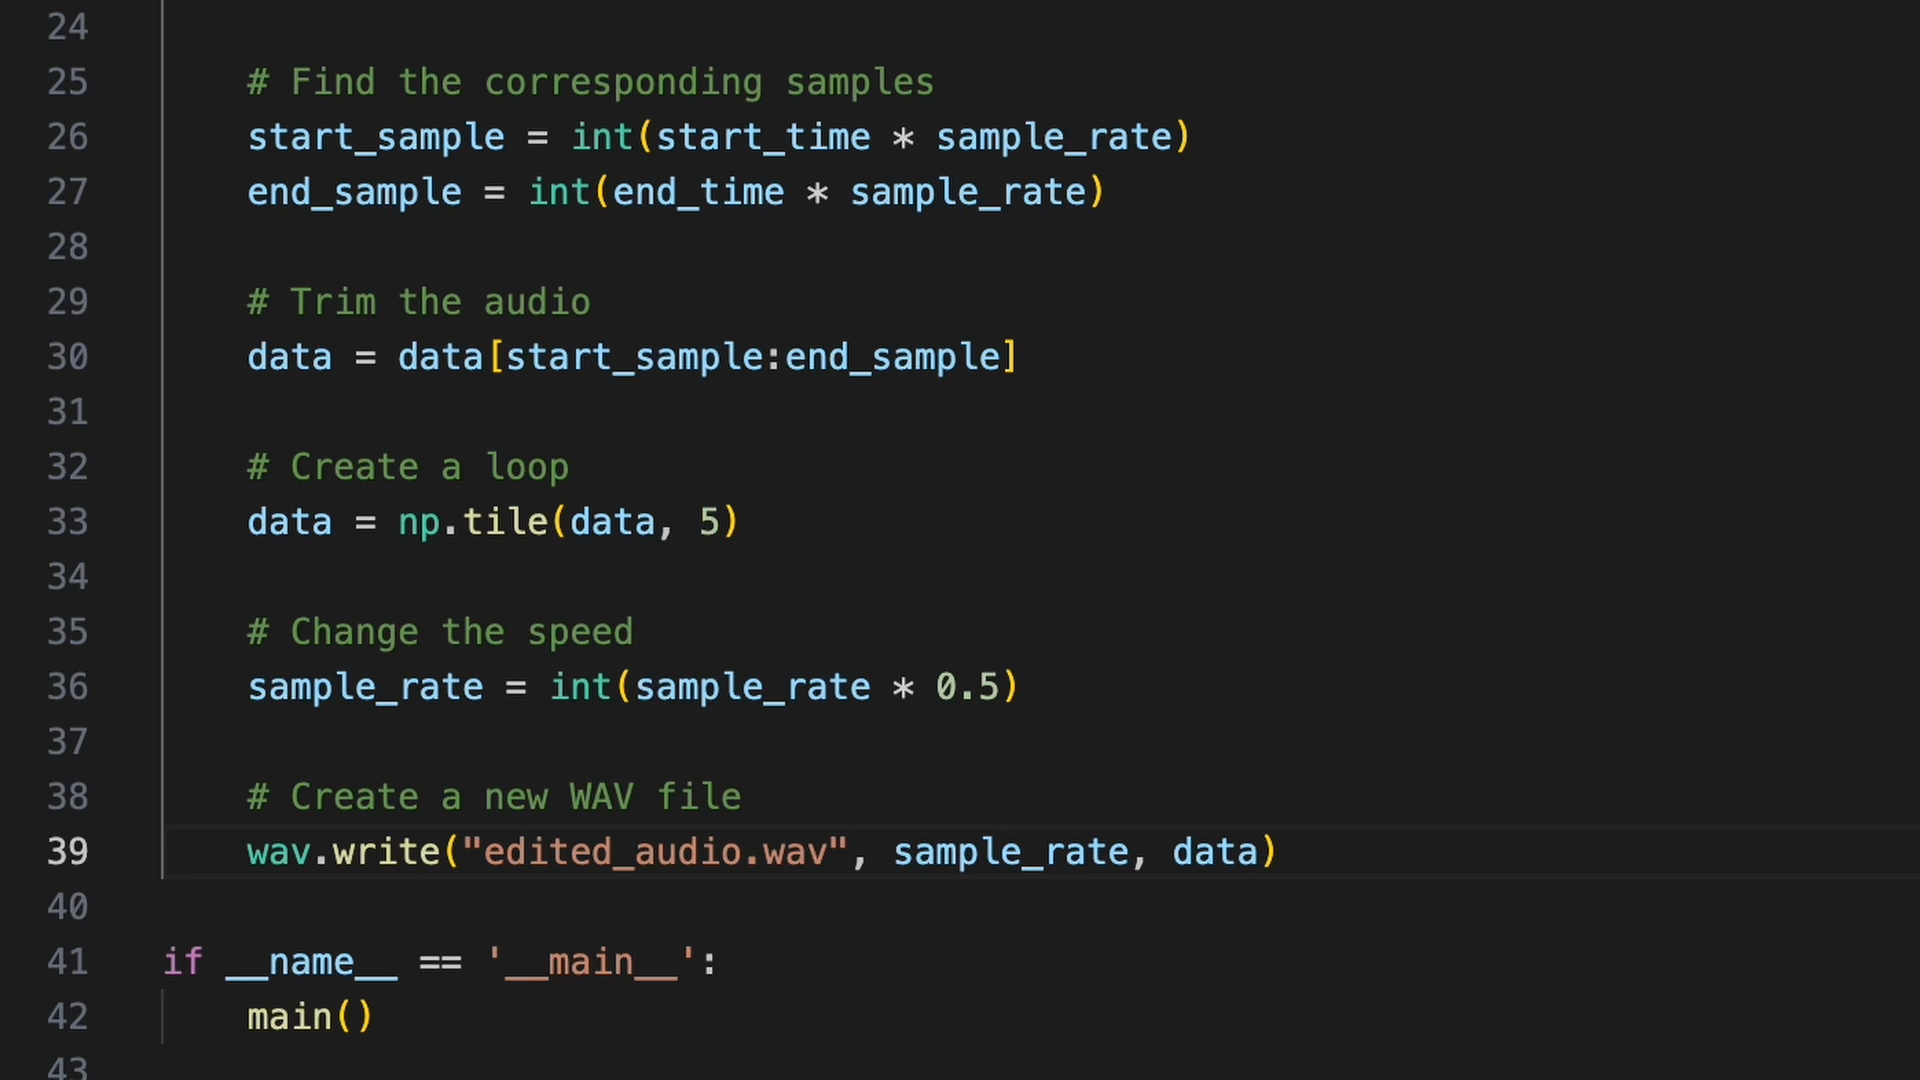 24
25 # Find the corresponding samples
26 start_sample = int(start_time * sample_rate)
27 end_sample = int(end_time * sample_rate)
28
29 # Trim the audio
30 data = data[start_sample:end_sample]
31
32 # Create a loop
33 data = np.tile(data, 5)
34
35 # Change the speed
36 sample_rate = int(sample_rate * 0.5)
37
38 # Create a new WAV file
39 wav.write("edited_audio.wav", sample_rate, data)
40
41 if __name__ == '__main__':
42 main()
43